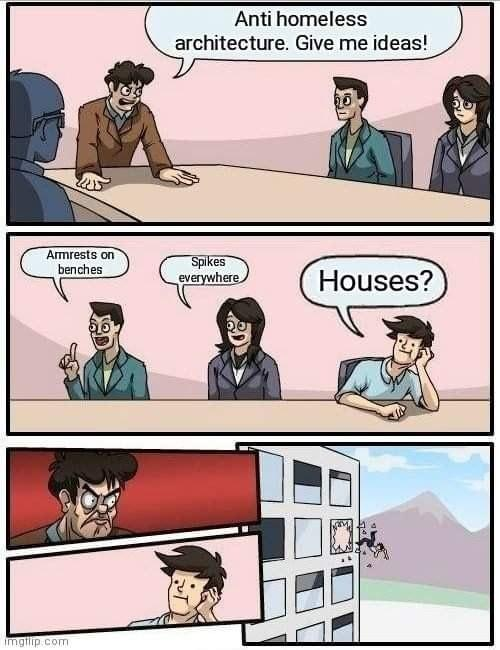 Anti homeless
architecture. Give me ideas!
Armrests on
benches
Spikes
everywhere
Houses?
imgflip.com